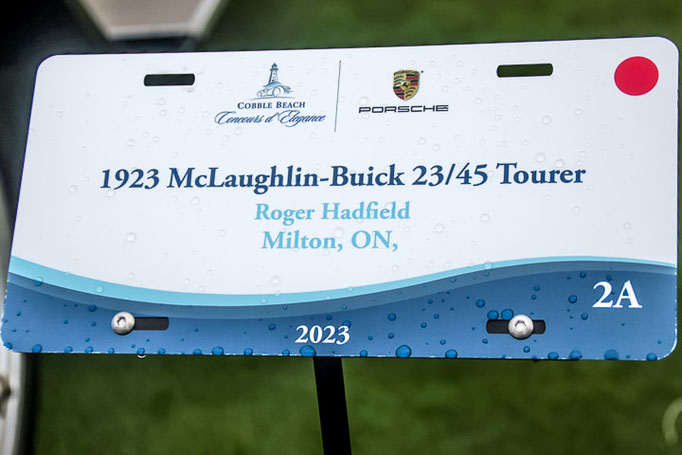 COBBLE BEACH
Concours d'Elegance
PORSCHE
1923 McLaughlin-Buick 23/45 Tourer
Roger Hadfield
Milton, ON,
2A
2023